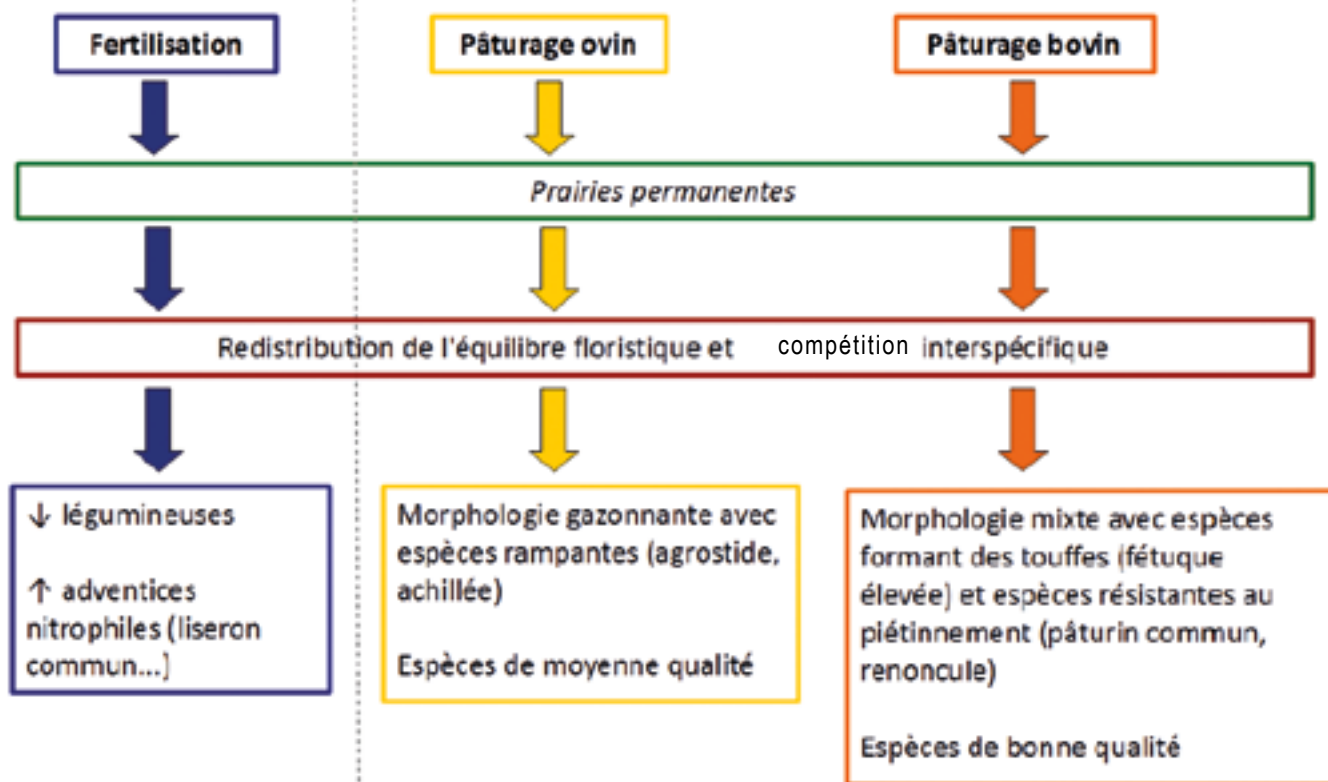 Fertilisation
Pâturage ovin
Pâturage bovin
Prairies permanentes
Redistribution de l'équilibre floristique et compétition interspécifique
↓ légumineuses
↑ adventices
nitrophiles (liseron
commun...)
Morphologie gazonnante avec
espèces rampantes (agrostide,
achillée)
Espèces de moyenne qualité
Morphologie mixte avec espèces
formant des touffes (fétuque
élevée) et espèces résistantes au
piétinnement (pâturin commun,
renoncule)
Espèces de bonne qualité